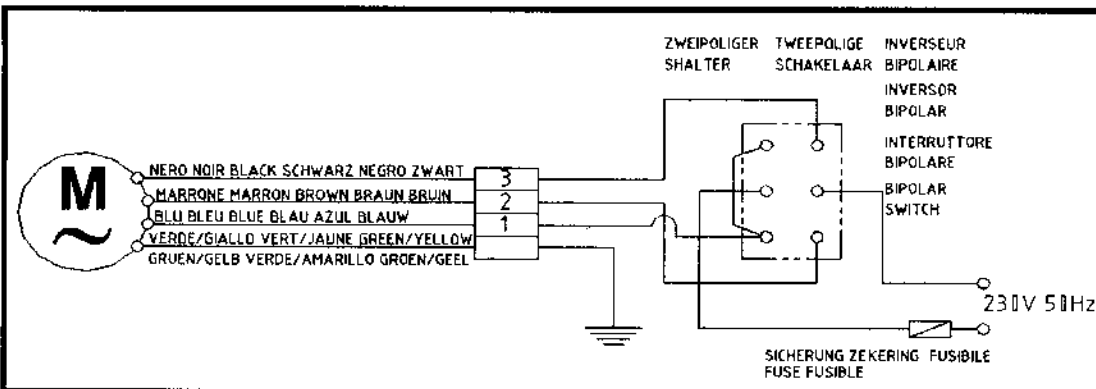 ZWEIPOLIGER TWEEPOLIGE INVERSEUR
SHALTER SCHAKELAAR BIPOLAIRE
INVERSOR
BIPOLAR
INTERRUTTORE
BIPOLARE
BIPOLAR
SWITCH
M
NERO NOIR BLACK SCHWARZ NEGRO ZWART
3
MARRONE MARRON BROWN BRAUN BRUIN
2
BLU BLEU BLUE BLAU AZUL BLAUW
1
VERDE/GIALLO VERT/JAUNE GREEN/YELLOW
GRUEN/GELB VERDE/AMARILLO GROEN/GEEL
230V 50Hz
SICHERUNG ZEKERING FUSIBILE
FUSE FUSIBLE